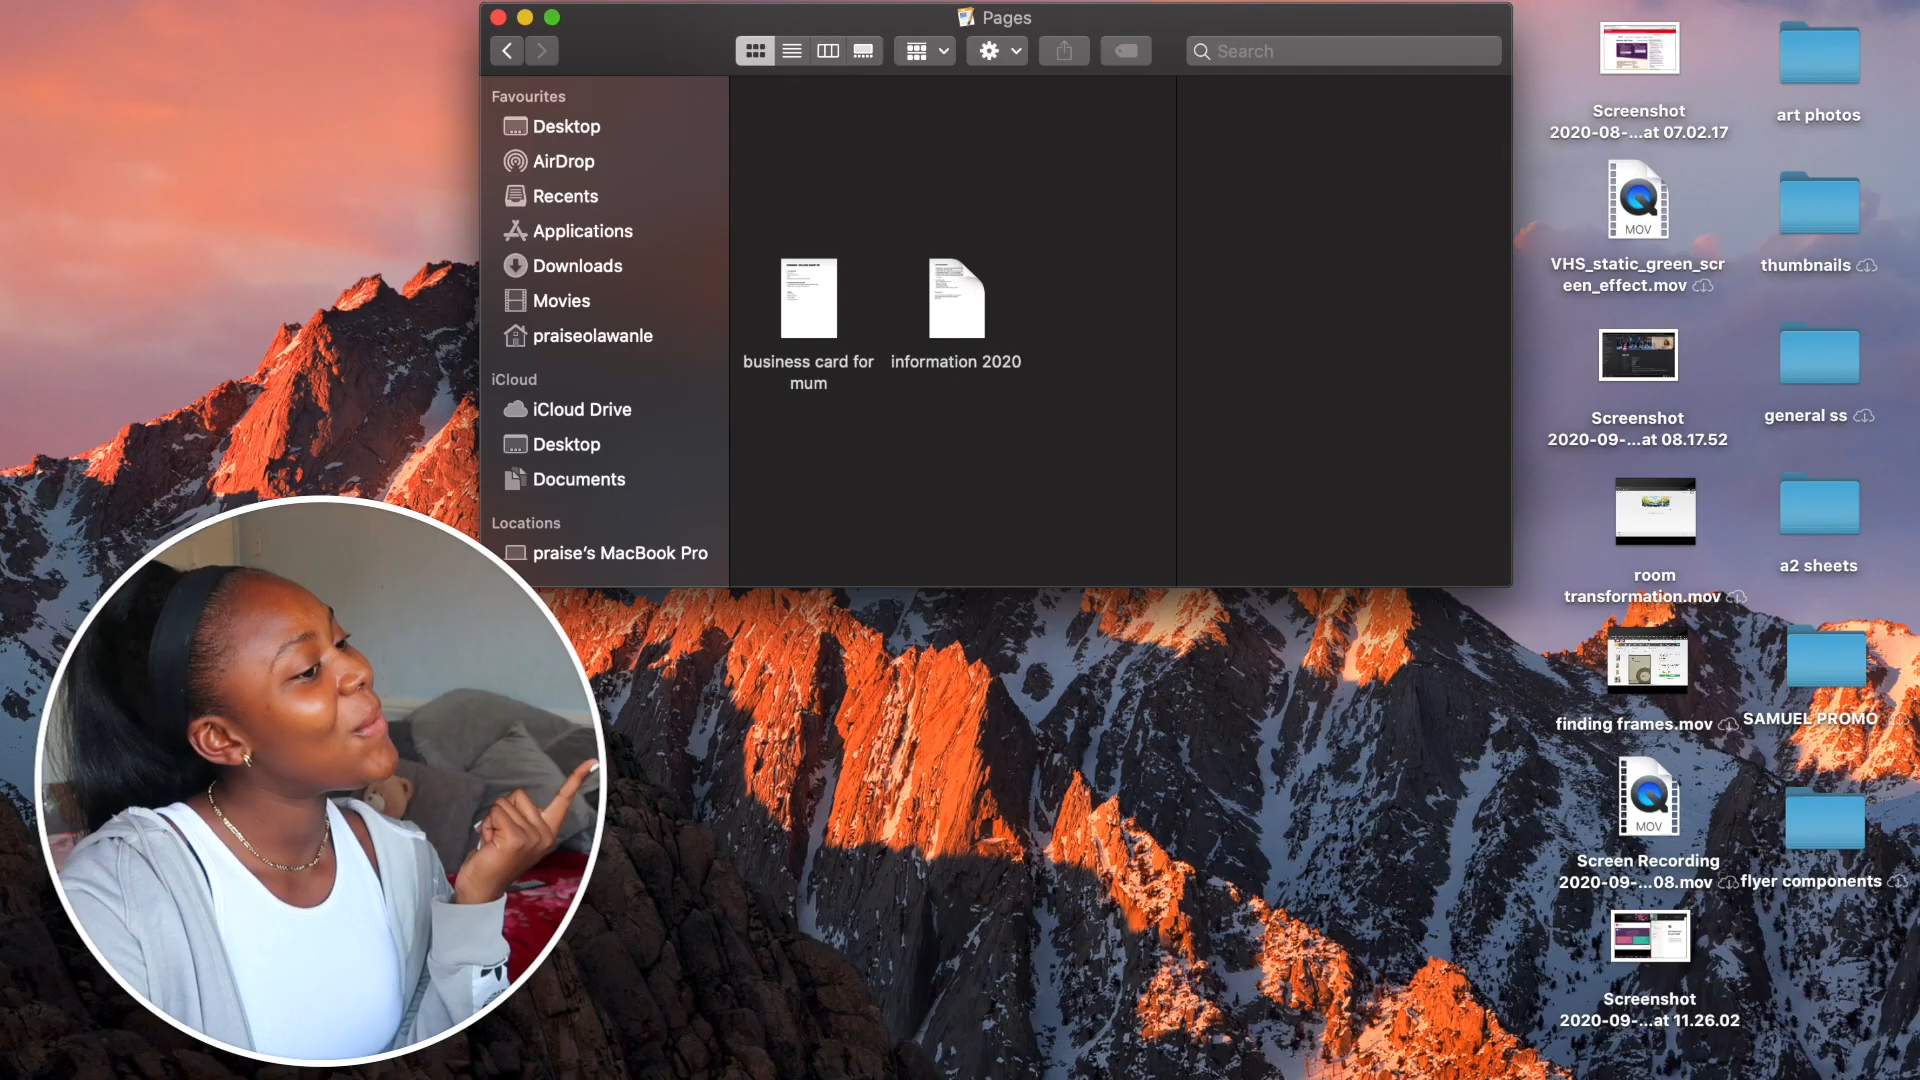 Pages
Search
Favourites
Desktop
AirDrop
Recents
Applications
Downloads
Movies
praiseolawanle
iCloud
iCloud Drive
Desktop
Documents
Locations
praise’s MacBook Pro
business card for
mum
information 2020
Screenshot
2020-08-...at 07.02.17
art photos
MOV
VHS_static_green_scr
een_effect.mov
thumbnails
Screenshot
2020-09-...at 08.17.52
general ss
room
transformation.mov
a2 sheets
finding frames.mov
SAMUEL PROMO
MOV
Screen Recording
2020-09-...08.mov
flyer components
Screenshot
2020-09-...at 11.26.02